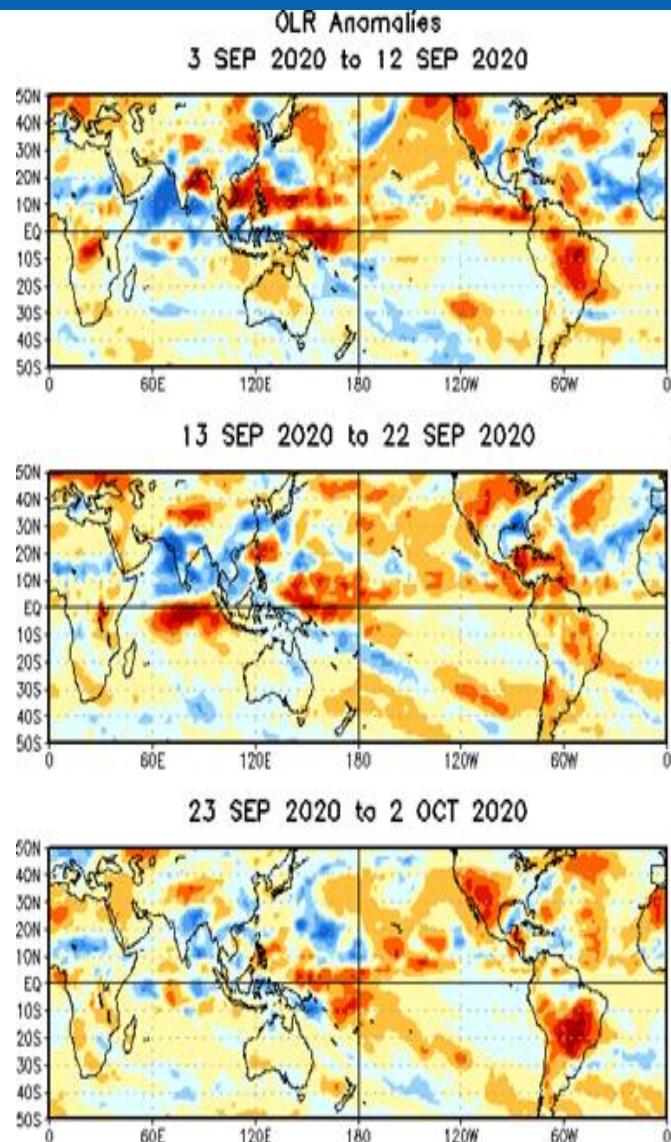 OLR Anomalies
3 SEP 2020 to 12 SEP 2020
50N
40N
30N
20N
10N
EQ
10S
20S
30S
40S
50S
0 60E 120E 180 120W 60W 0
13 SEP 2020 to 22 SEP 2020
50N
40N
30N
20N
10N
EQ
10S
20S
30S
40S
50S
0 60E 120E 180 120W 60W 0
23 SEP 2020 to 2 OCT 2020
50N
40N
30N
20N
10N
EQ
10S
20S
30S
40S
50S
0 60E 120E 180 120W 60W 0